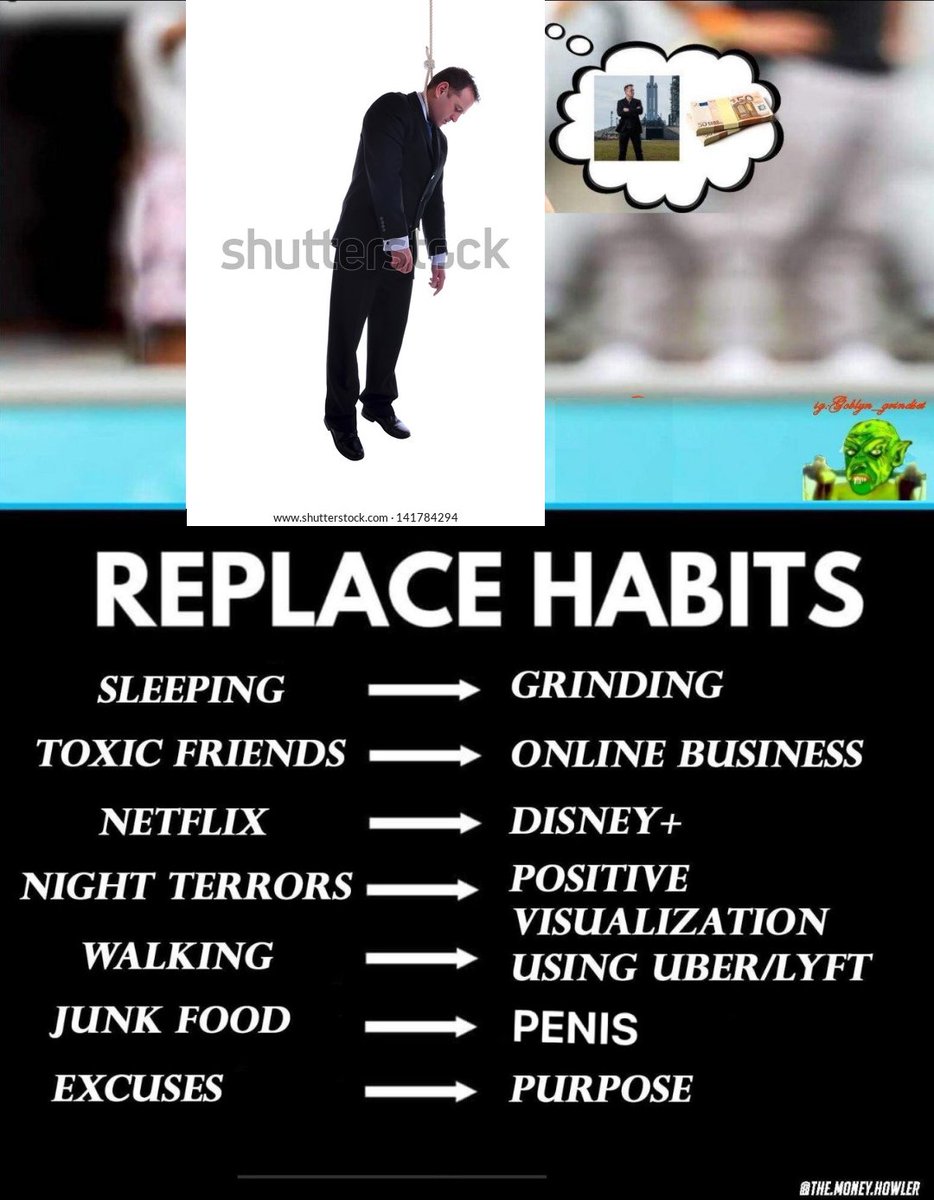 shutterstock
ig:@goblyn_grindset
www.shutterstock.com · 141784294
REPLACE HABITS
SLEEPING → GRINDING
TOXIC FRIENDS → ONLINE BUSINESS
NETFLIX → DISNEY+
NIGHT TERRORS → POSITIVE
VISUALIZATION
WALKING → USING UBER/LYFT
JUNK FOOD → PENIS
EXCUSES → PURPOSE
@THE.MONEY.HOWLER